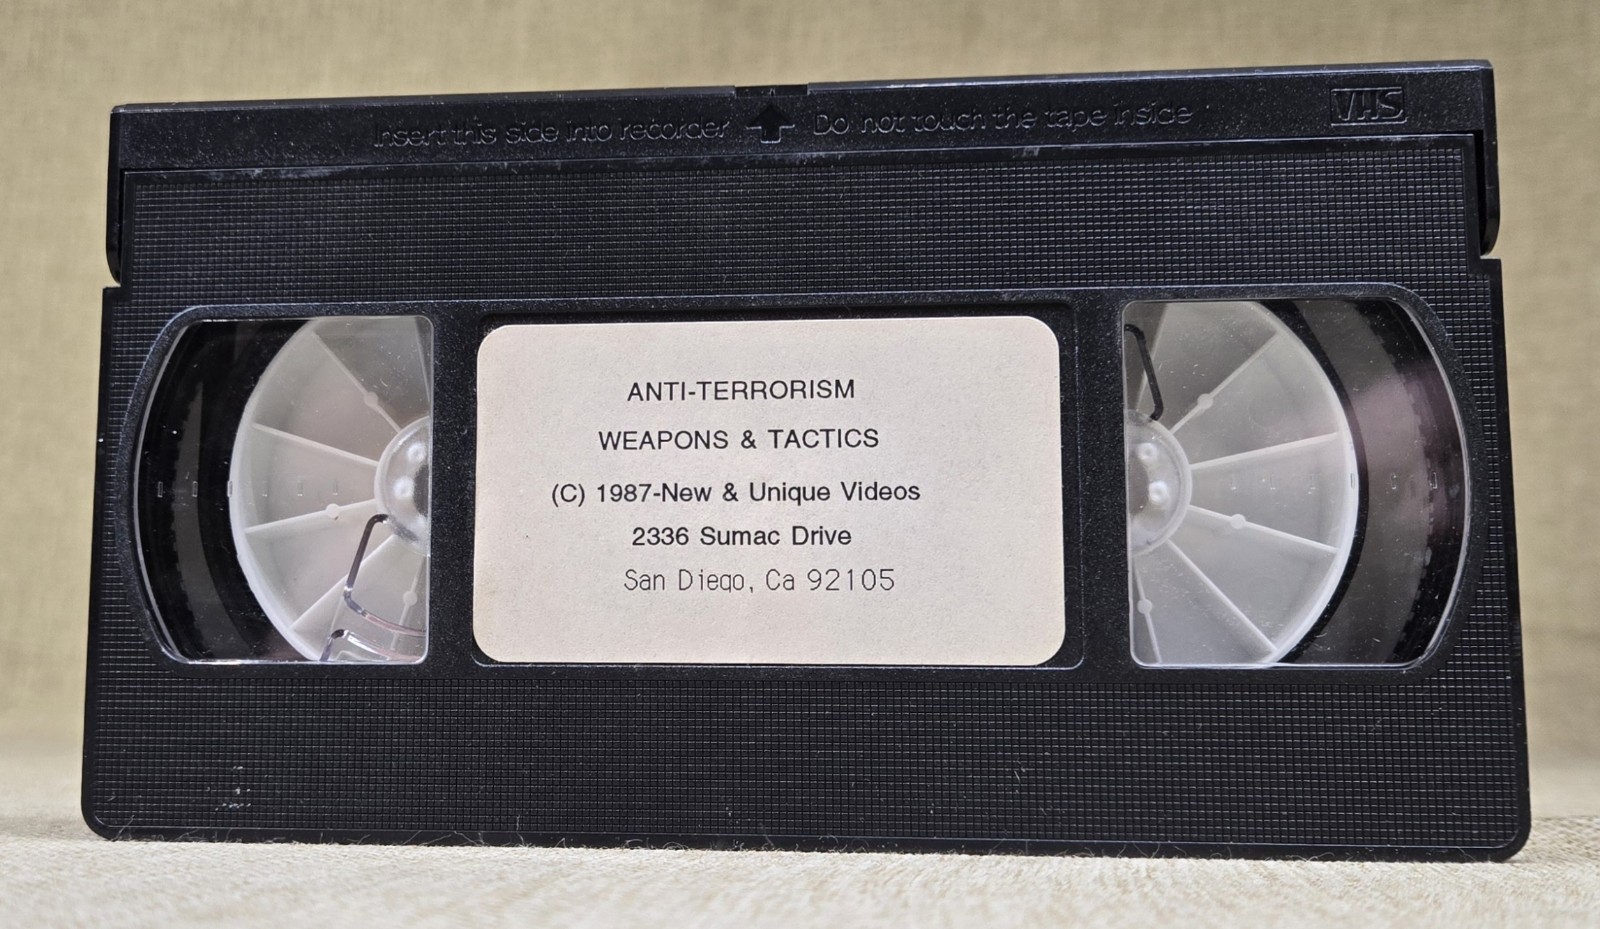 Insert this side into recorder Do not touch the tape inside VHS
ANTI-TERRORISM
WEAPONS & TACTICS
(C) 1987-New & Unique Videos
2336 Sumac Drive
San Diego, Ca 92105